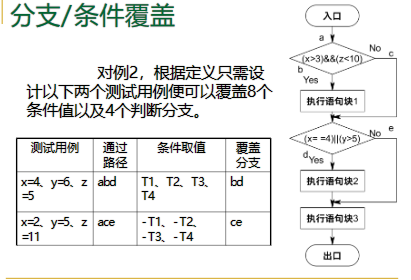 分支/条件覆盖
对例2，根据定义只需设
计以下两个测试用例便可以覆盖8个
条件值以及4个判断分支。
测试用例 通过路径 条件取值 覆盖分支
x=4、y=6、z=5 abd T1、T2、T3、T4 bd
x=2、y=5、z=11 ace -T1、-T2、-T3、-T4 ce
入口
a
(x>3)&&(z<10)
No
c
b
Yes
执行语句块1
(x= =4)||(y>5)
No
e
d
Yes
执行语句块2
执行语句块3
出口